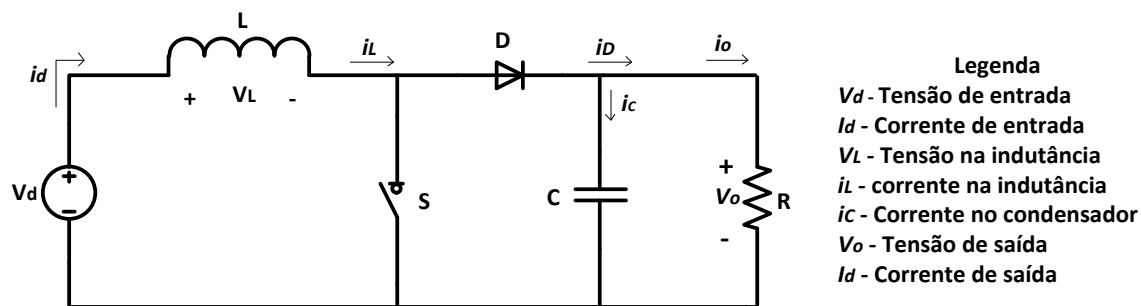 L
iL
D
iD
io
id
+ VL -
iC
Vd
+
-
S
C
+
Vo
-
R
Legenda
Vd - Tensão de entrada
Id - Corrente de entrada
VL - Tensão na indutância
iL - corrente na indutância
iC - Corrente no condensador
Vo - Tensão de saída
Id - Corrente de saída